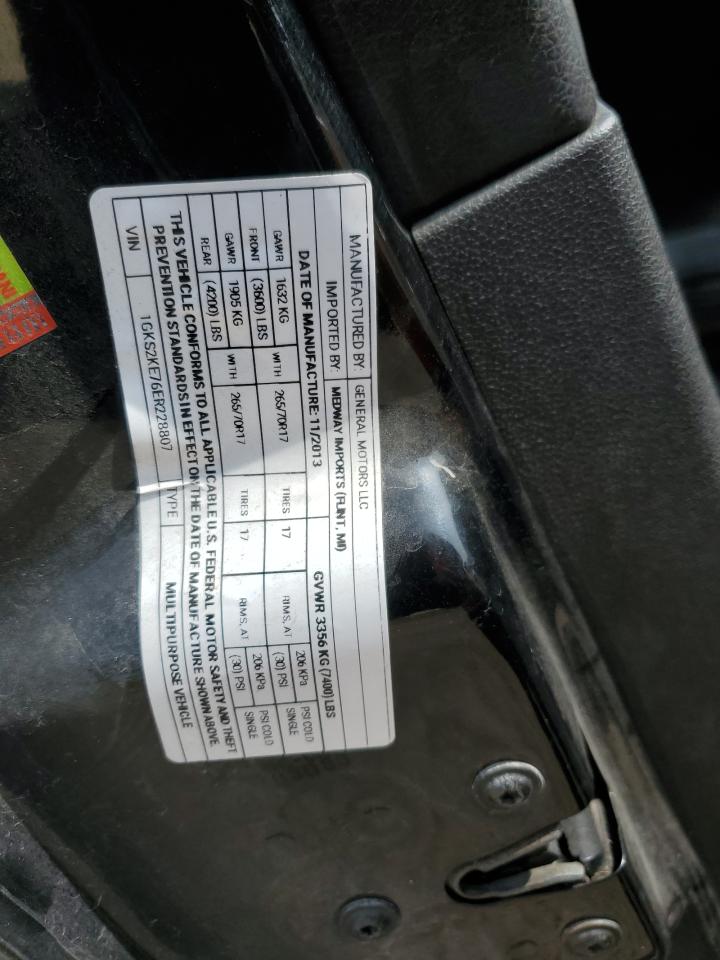 MANUFACTURED BY: GENERAL MOTORS LLC
IMPORTED BY: MEDWAY IMPORTS (FLINT, MI)
DATE OF MANUFACTURE: 11/2013 GVWR 3356 KG (7400) LBS
GAWR 1632 KG WITH 265/70R17 TIRES 17 RIMS, AT 206 KPa PSI COLD
FRONT (3600) LBS (30) PSI SINGLE
GAWR 1905 KG WITH 265/70R17 TIRES 17 RIMS, AT 206 KPa PSI COLD
REAR (4200) LBS (30) PSI SINGLE
THIS VEHICLE CONFORMS TO ALL APPLICABLE U.S. FEDERAL MOTOR SAFETY AND THEFT
PREVENTION STANDARDS IN EFFECT ON THE DATE OF MANUFACTURE SHOWN ABOVE.
VIN 1GKS2KE76ER228807 TYPE MULTIPURPOSE VEHICLE